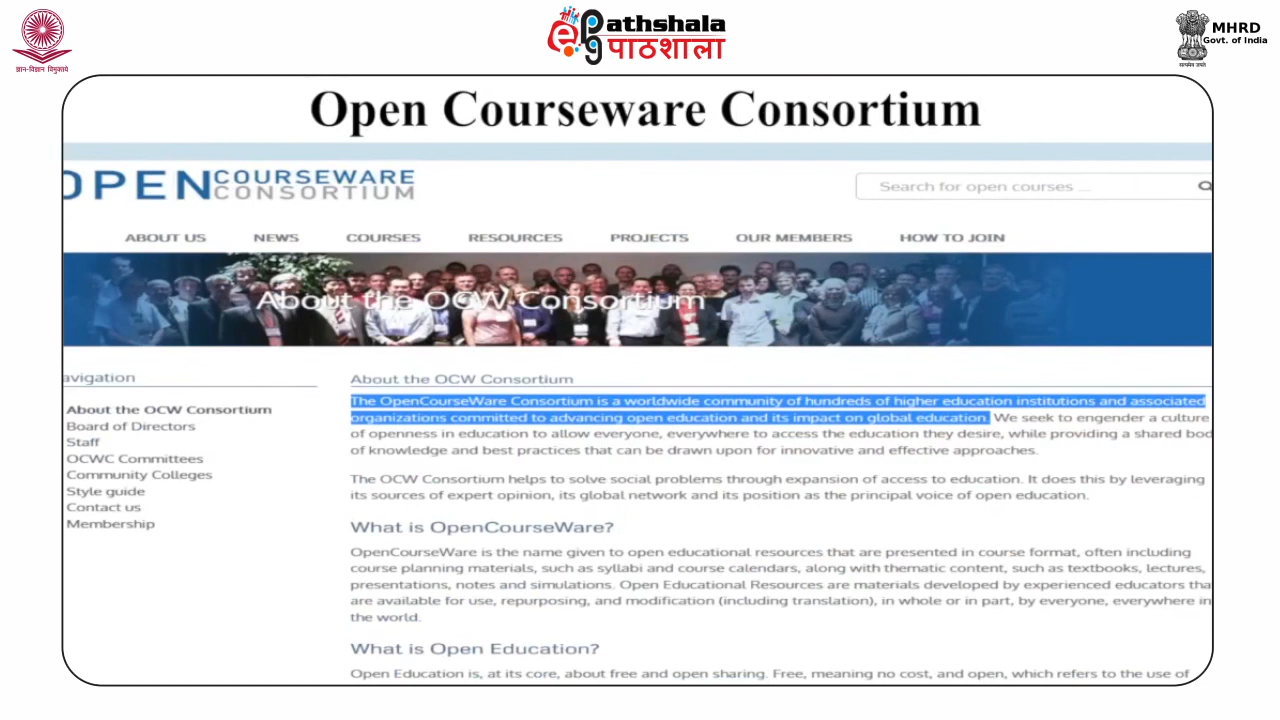 ज्ञान-विज्ञान विमुक्तये
epathshala
पाठशाला
MHRD
Govt. of India
सत्यमेव जयते
Open Courseware Consortium
OPEN COURSEWARE CONSORTIUM
Search for open courses ...
ABOUT US NEWS COURSES RESOURCES PROJECTS OUR MEMBERS HOW TO JOIN
About the OCW Consortium
avigation
About the OCW Consortium
Board of Directors
Staff
OCWC Committees
Community Colleges
Style guide
Contact us
Membership
About the OCW Consortium
The OpenCourseWare Consortium is a worldwide community of hundreds of higher education institutions and associated
organizations committed to advancing open education and its impact on global education. We seek to engender a culture
of openness in education to allow everyone, everywhere to access the education they desire, while providing a shared bod
of knowledge and best practices that can be drawn upon for innovative and effective approaches.
The OCW Consortium helps to solve social problems through expansion of access to education. It does this by leveraging
its sources of expert opinion, its global network and its position as the principal voice of open education.
What is OpenCourseWare?
OpenCourseWare is the name given to open educational resources that are presented in course format, often including
course planning materials, such as syllabi and course calendars, along with thematic content, such as textbooks, lectures,
presentations, notes and simulations. Open Educational Resources are materials developed by experienced educators tha
are available for use, repurposing, and modification (including translation), in whole or in part, by everyone, everywhere in
the world.
What is Open Education?
Open Education is, at its core, about free and open sharing. Free, meaning no cost, and open, which refers to the use of